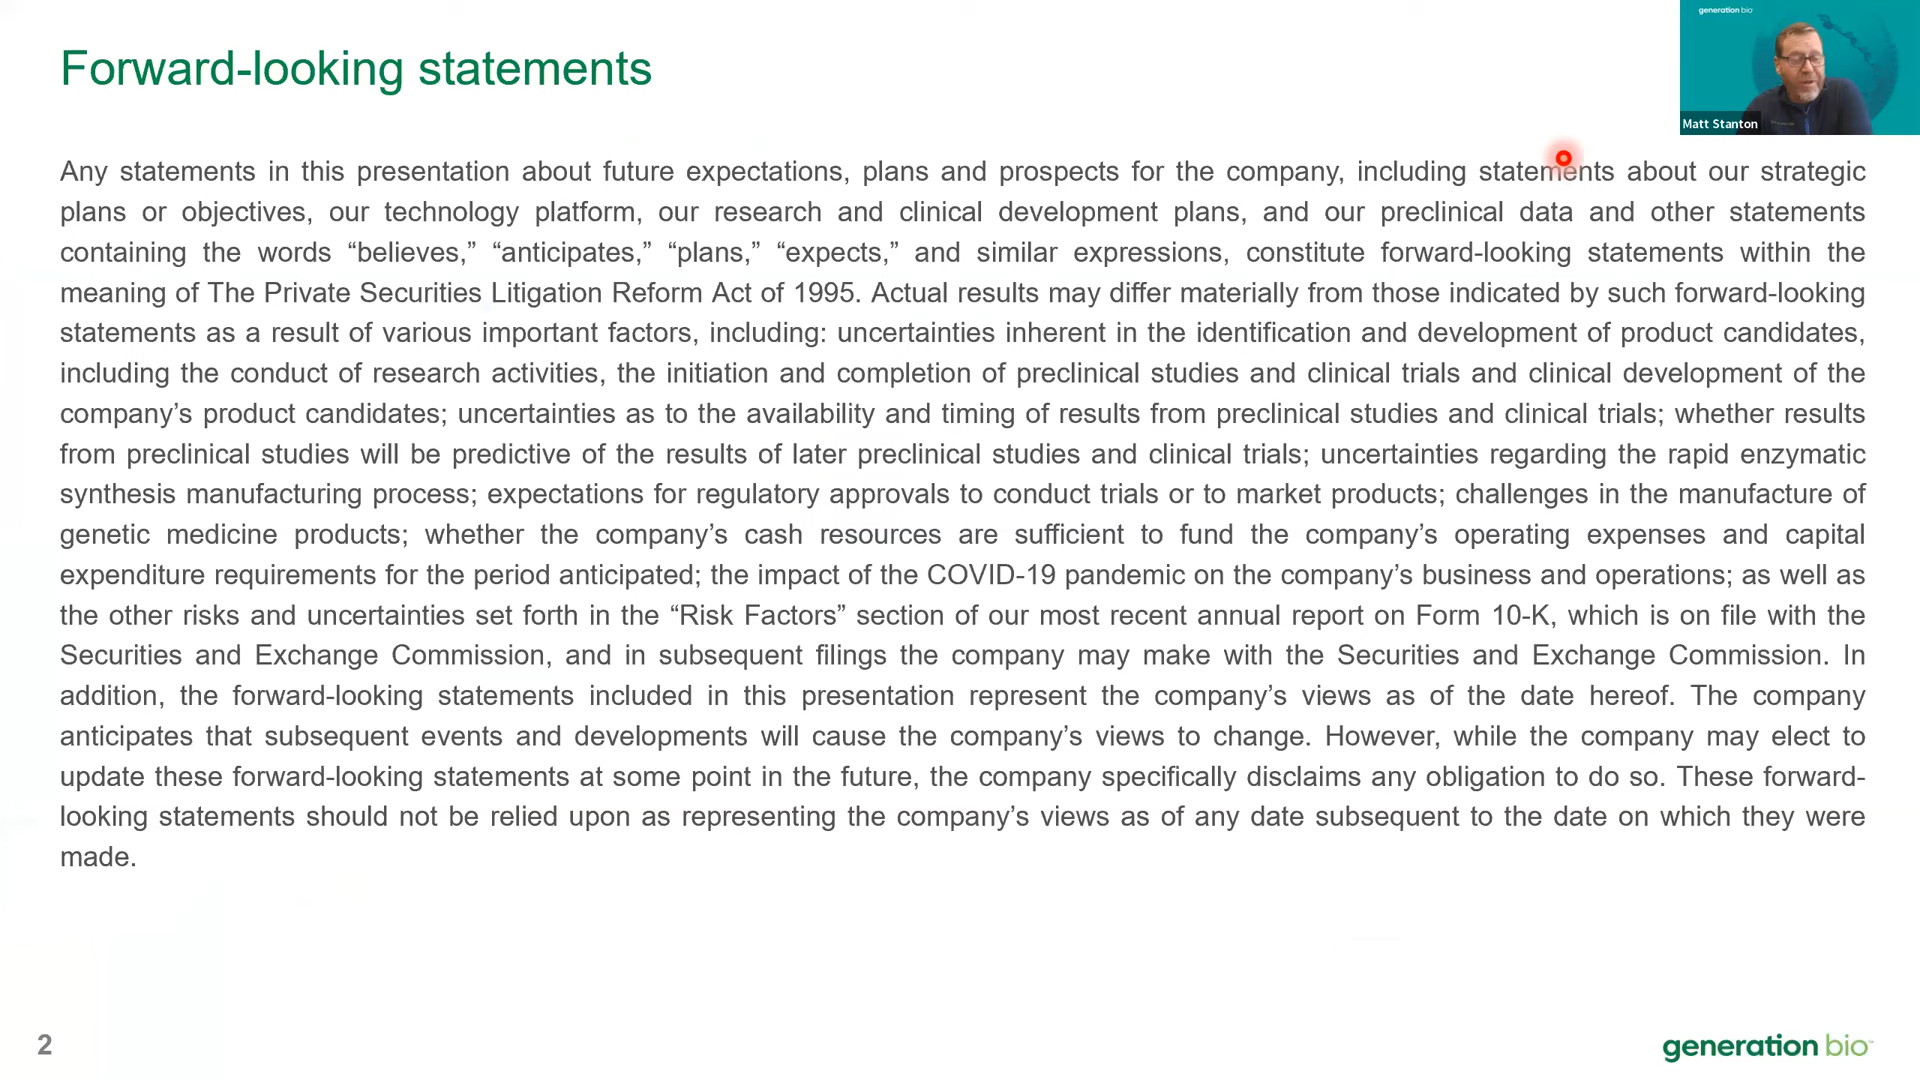 generation bio
Forward-looking statements
Matt Stanton
Any statements in this presentation about future expectations, plans and prospects for the company, including statements about our strategic
plans or objectives, our technology platform, our research and clinical development plans, and our preclinical data and other statements
containing the words “believes,” “anticipates,” “plans,” “expects,” and similar expressions, constitute forward-looking statements within the
meaning of The Private Securities Litigation Reform Act of 1995. Actual results may differ materially from those indicated by such forward-looking
statements as a result of various important factors, including: uncertainties inherent in the identification and development of product candidates,
including the conduct of research activities, the initiation and completion of preclinical studies and clinical trials and clinical development of the
company’s product candidates; uncertainties as to the availability and timing of results from preclinical studies and clinical trials; whether results
from preclinical studies will be predictive of the results of later preclinical studies and clinical trials; uncertainties regarding the rapid enzymatic
synthesis manufacturing process; expectations for regulatory approvals to conduct trials or to market products; challenges in the manufacture of
genetic medicine products; whether the company’s cash resources are sufficient to fund the company’s operating expenses and capital
expenditure requirements for the period anticipated; the impact of the COVID-19 pandemic on the company’s business and operations; as well as
the other risks and uncertainties set forth in the “Risk Factors” section of our most recent annual report on Form 10-K, which is on file with the
Securities and Exchange Commission, and in subsequent filings the company may make with the Securities and Exchange Commission. In
addition, the forward-looking statements included in this presentation represent the company’s views as of the date hereof. The company
anticipates that subsequent events and developments will cause the company’s views to change. However, while the company may elect to
update these forward-looking statements at some point in the future, the company specifically disclaims any obligation to do so. These forward-
looking statements should not be relied upon as representing the company’s views as of any date subsequent to the date on which they were
made.
2
generation bio™